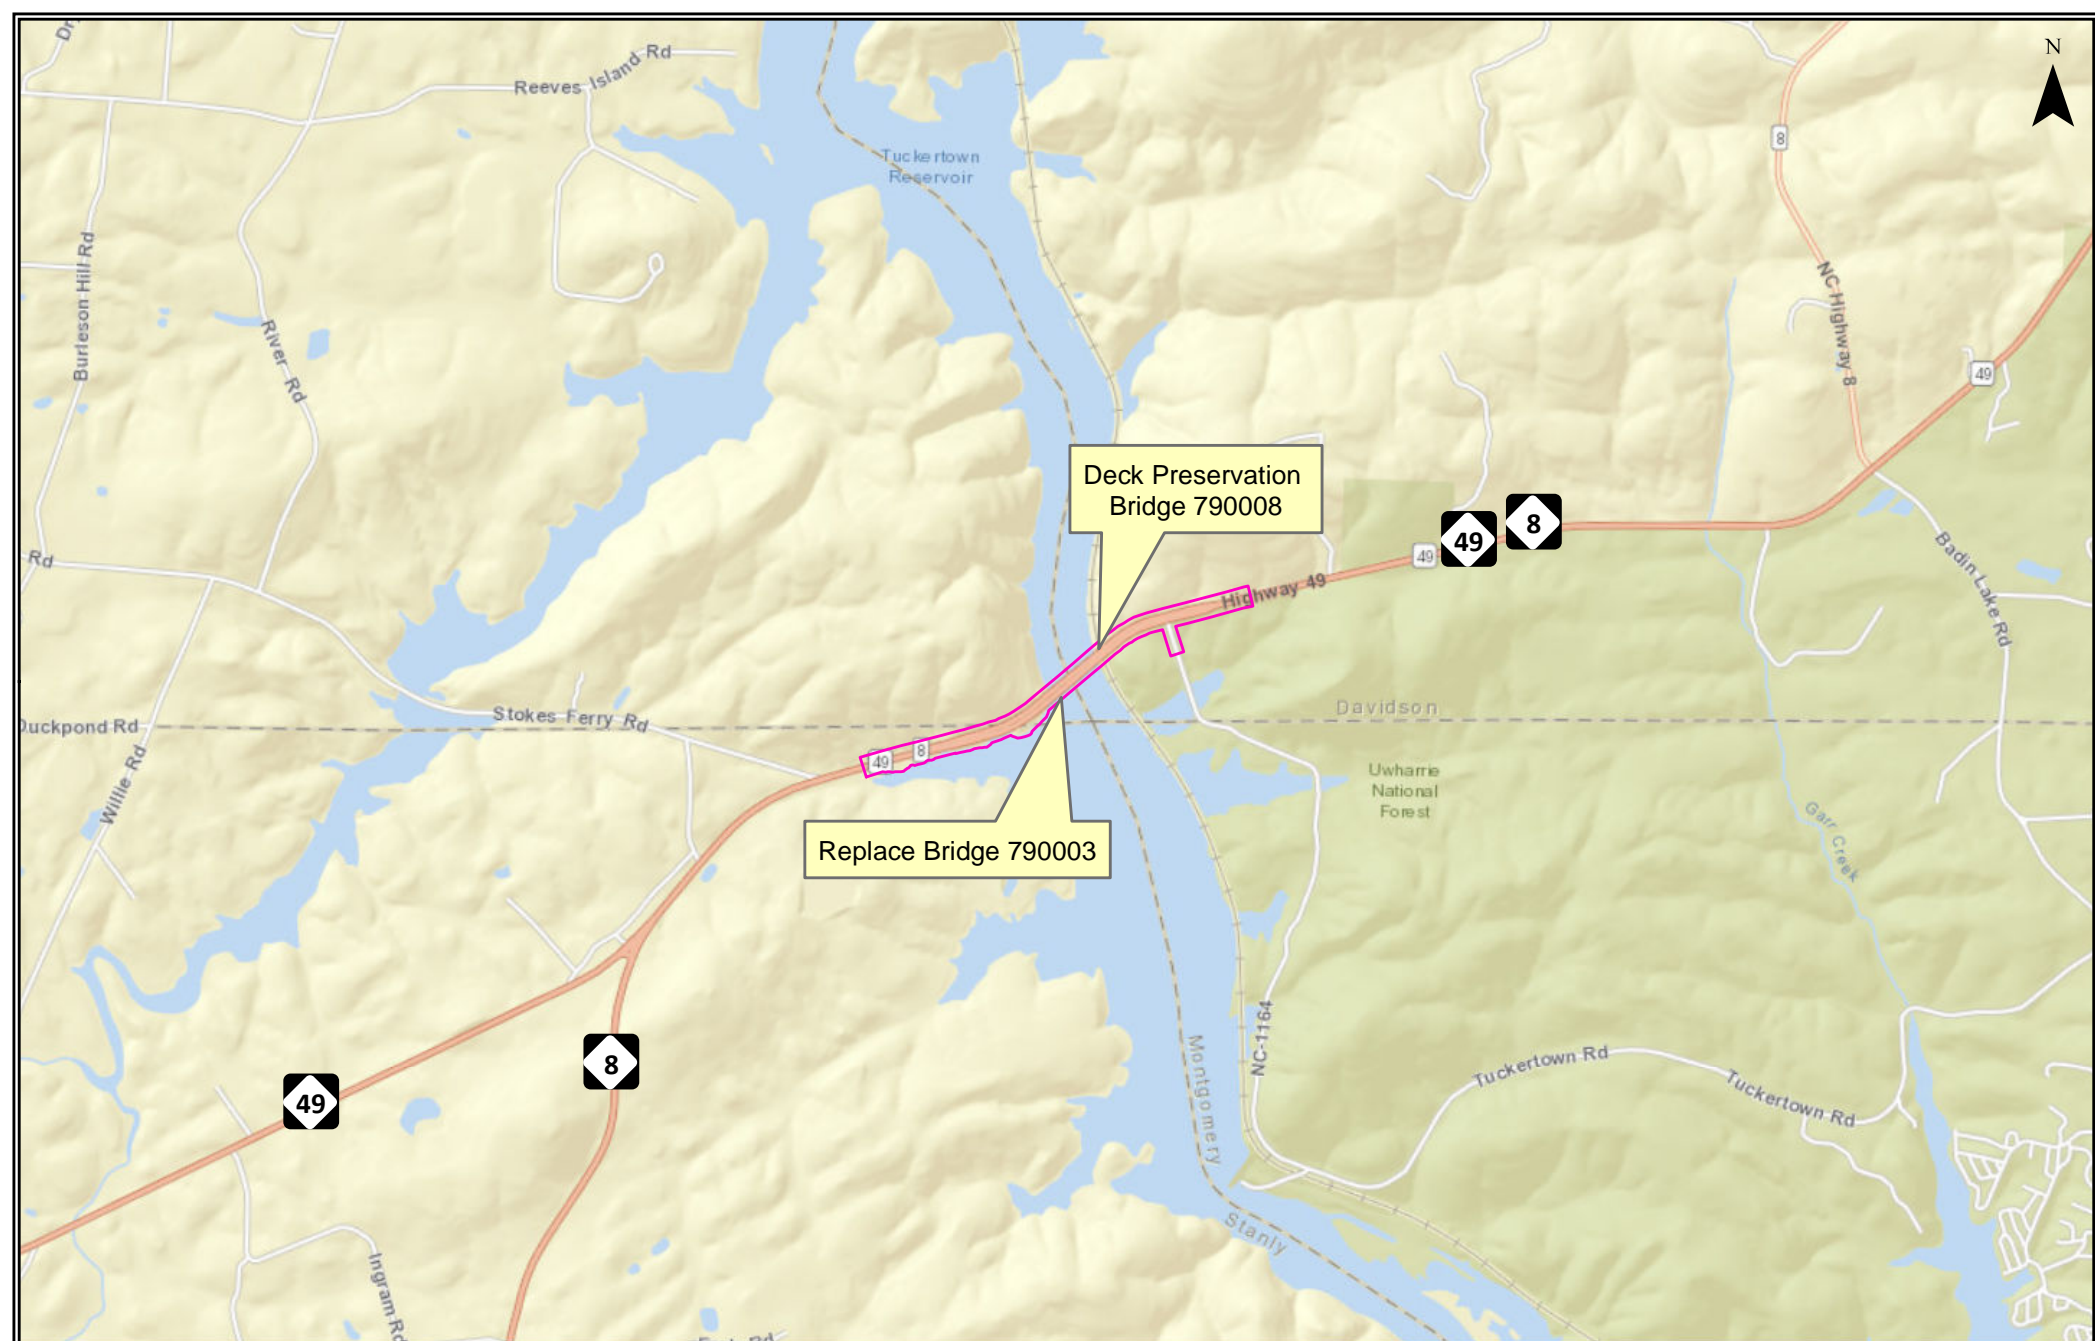 N
Reeves Island Rd
Tuckertown
Reservoir
8
Burleson Hill Rd
River Rd
NC Highway 8
49
Deck Preservation
Bridge 790008
49
8
49
Highway 49
Badin Lake Rd
Rd
Stokes Ferry Rd
Duckpond Rd
Davidson
49
8
Willie Rd
Uwharrie
National
Forest
Garr Creek
Replace Bridge 790003
NC-1164
Montgomery
8
49
Tuckertown Rd
Tuckertown Rd
Stanly
Ingram Rd